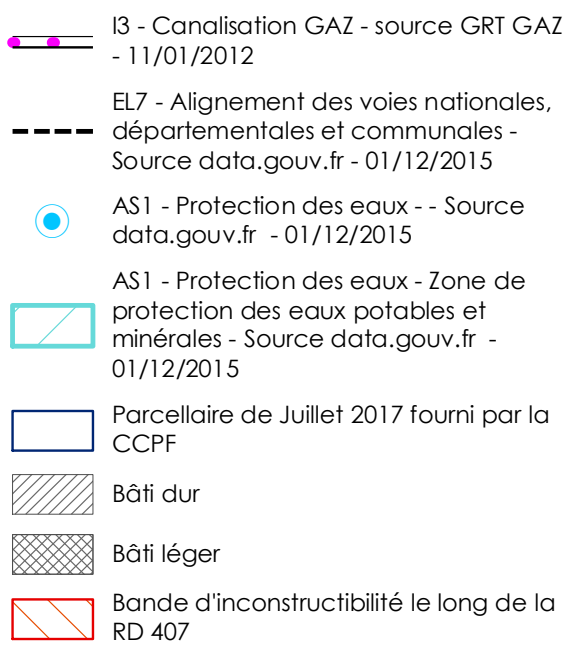 I3 - Canalisation GAZ - source GRT GAZ
- 11/01/2012
EL7 - Alignement des voies nationales,
départementales et communales -
Source data.gouv.fr - 01/12/2015
AS1 - Protection des eaux - - Source
data.gouv.fr - 01/12/2015
AS1 - Protection des eaux - Zone de
protection des eaux potables et
minérales - Source data.gouv.fr -
01/12/2015
Parcellaire de Juillet 2017 fourni par la
CCPF
Bâti dur
Bâti léger
Bande d'inconstructibilité le long de la
RD 407